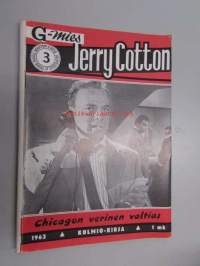 G-mies
3
Jerry Cotton
Chicagon verinen valtias
1963 ▲ KOLMIO-KIRJA ▲ 1 mk